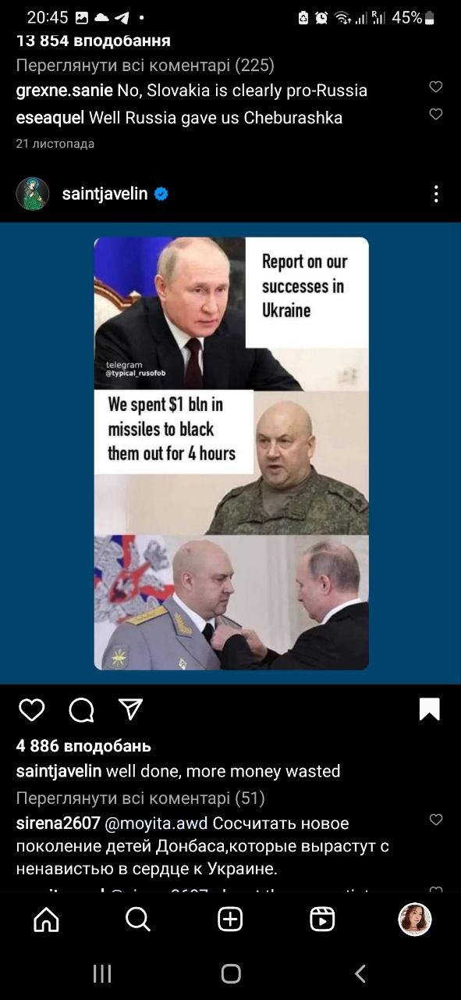 20:45
45%
13 854 вподобання
Переглянути всі коментарі (225)
grexne.sanie No, Slovakia is clearly pro-Russia
eseaquel Well Russia gave us Cheburashka
21 листопада
saintjavelin
Report on our
successes in
Ukraine
telegram
@typical_rusofob
We spent $1 bln in
missiles to black
them out for 4 hours
4 886 вподобань
saintjavelin well done, more money wasted
Переглянути всі коментарі (51)
sirena2607 @moyita.awd Сосчитать новое
поколение детей Донбаса,которые вырастут с
ненавистью в сердце к Украине.